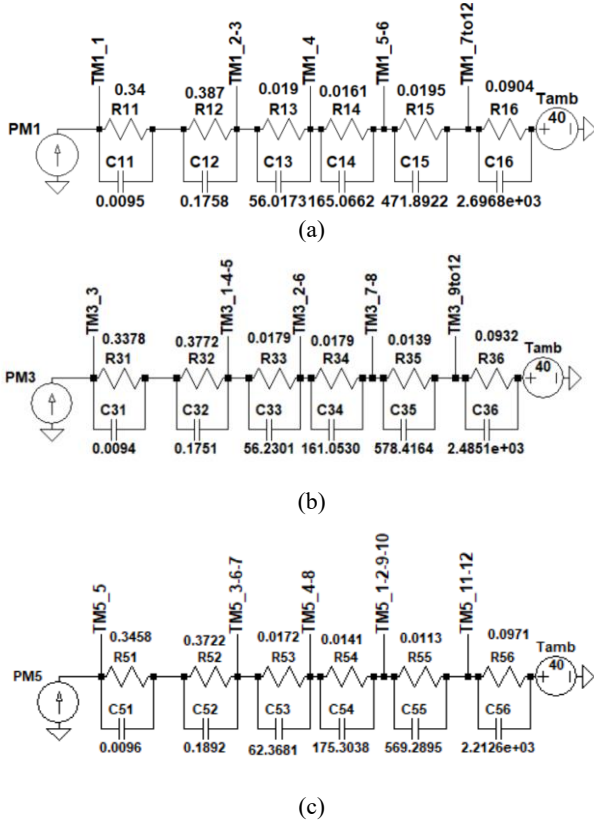 TM1_1 TM1_2-3 TM1_4 TM1_5-6 TM1_7to12
0.34 0.387 0.019 0.0161 0.0195 0.0904 Tamb
R11 R12 R13 R14 R15 R16 40
PM1
C11 C12 C13 C14 C15 C16
0.0095 0.1758 56.0173 165.0662 471.8922 2.6968e+03
(a)
TM3_3 TM3_1-4-5 TM3_2-6 TM3_7-8 TM3_9to12
0.3378 0.3772 0.0179 0.0179 0.0139 0.0932 Tamb
R31 R32 R33 R34 R35 R36 40
PM3
C31 C32 C33 C34 C35 C36
0.0094 0.1751 56.2301 161.0530 578.4164 2.4851e+03
(b)
TM5_5 TM5_3-6-7 TM5_4-8 TM5_1-2-9-10 TM5_11-12
0.3458 0.3722 0.0172 0.0141 0.0113 0.0971 Tamb
R51 R52 R53 R54 R55 R56 40
PM5
C51 C52 C53 C54 C55 C56
0.0096 0.1892 62.3681 175.3038 569.2895 2.2126e+03
(c)